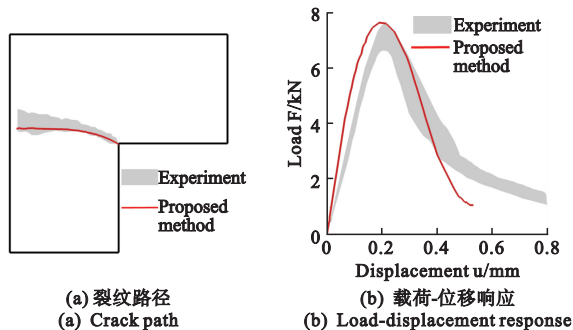 Experiment
Proposed
method
(a) 裂纹路径
(a) Crack path
8
6
4
2
0
Load F/kN
Experiment
Proposed
method
0 0.2 0.4 0.6 0.8
Displacement u/mm
(b) 载荷-位移响应
(b) Load-displacement response